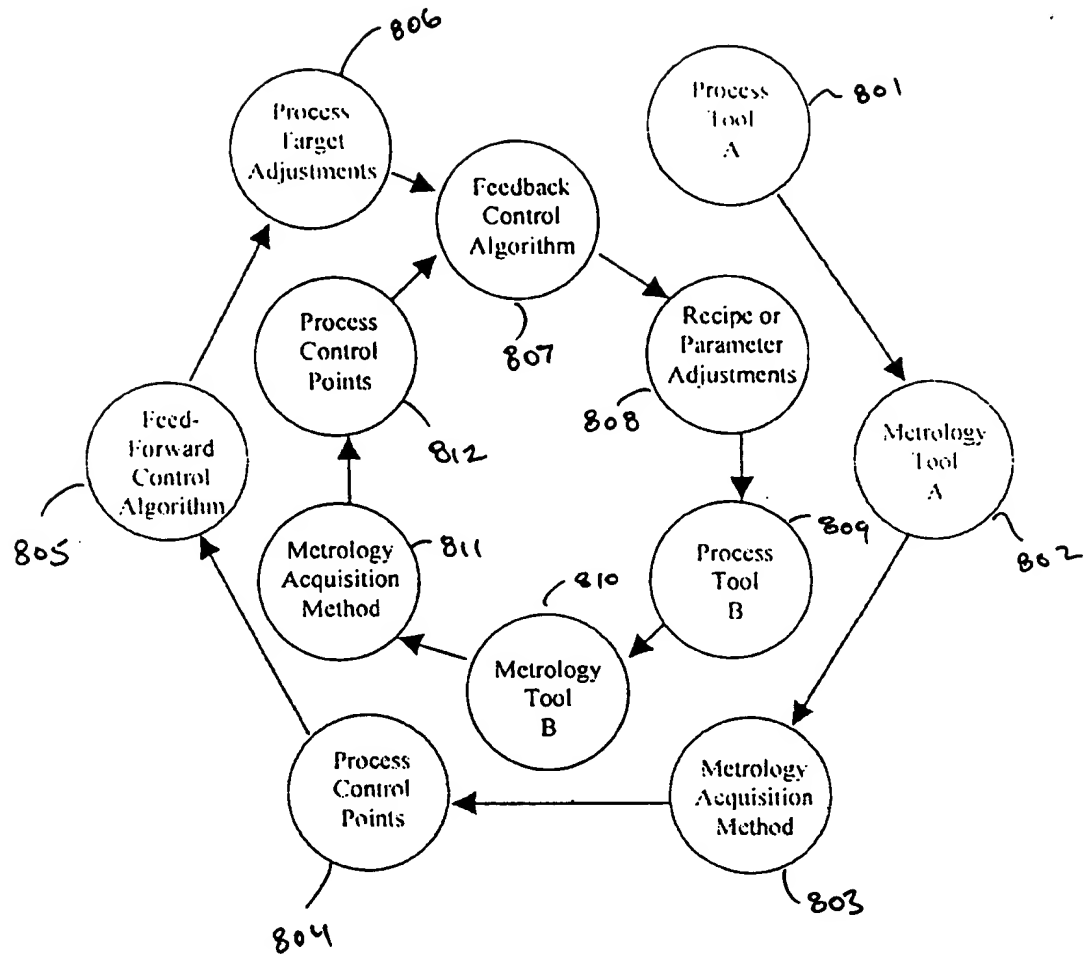 806
Process
Target
Adjustments
Process
Tool
A
801
Feedback
Control
Algorithm
807
Process
Control
Points
812
Recipe or
Parameter
Adjustments
808
Feed-
Forward
Control
Algorithm
805
Metrology
Tool
A
802
Metrology
Acquisition
Method
811
Process
Tool
B
809
810
Metrology
Tool
B
Process
Control
Points
804
Metrology
Acquisition
Method
803